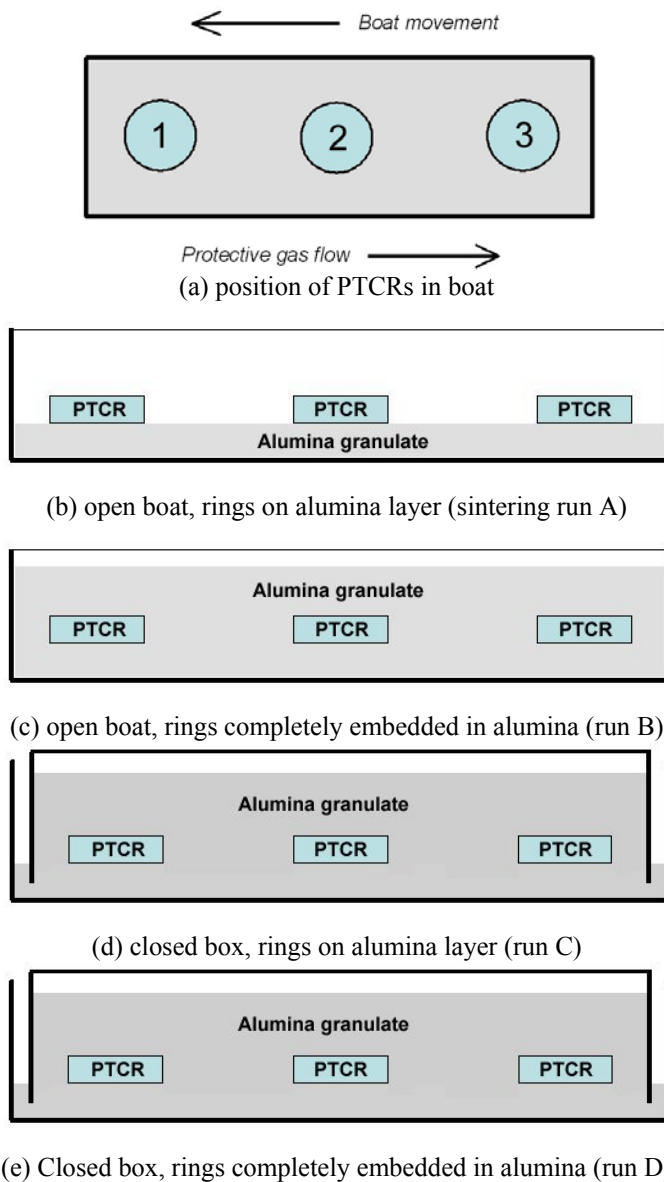 Boat movement
1 2 3
Protective gas flow
(a) position of PTCRs in boat
PTCR PTCR PTCR
Alumina granulate
(b) open boat, rings on alumina layer (sintering run A)
Alumina granulate
PTCR PTCR PTCR
(c) open boat, rings completely embedded in alumina (run B)
Alumina granulate
PTCR PTCR PTCR
(d) closed box, rings on alumina layer (run C)
Alumina granulate
PTCR PTCR PTCR
(e) Closed box, rings completely embedded in alumina (run D